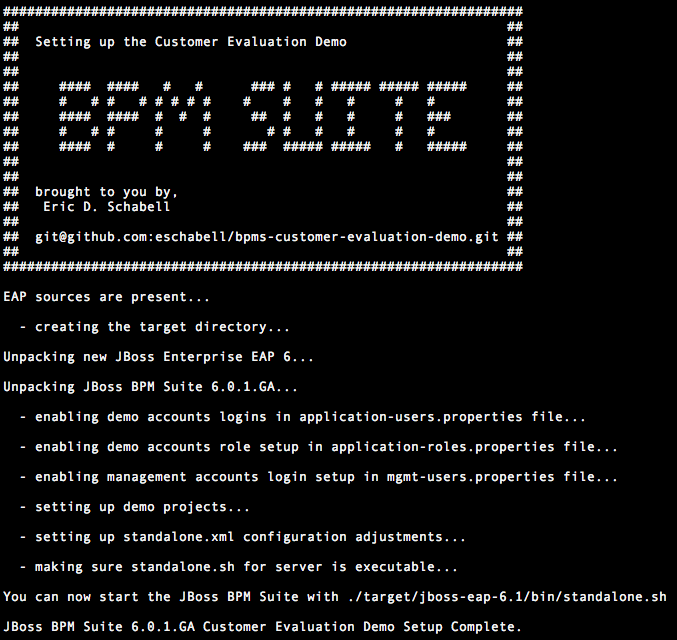 #################################################################
##                                                             ##
##  Setting up the Customer Evaluation Demo                    ##
##                                                             ##
##                                                             ##
##     ####  ####   #   #      ### #   # ##### ##### #####     ##
##     #   # #   # # # # #    #    #   #   #     #   #         ##
##     ####  ####  #  #  #     ##  #   #   #     #   ###       ##
##     #   # #     #     #       # #   #   #     #   #         ##
##     ####  #     #     #    ###  ##### #####   #   #####     ##
##                                                             ##
##                                                             ##
##  brought to you by,                                         ##
##   Eric D. Schabell                                          ##
##                                                             ##
##  git@github.com:eschabell/bpms-customer-evaluation-demo.git ##
##                                                             ##
#################################################################
EAP sources are present...
  - creating the target directory...
Unpacking new JBoss Enterprise EAP 6...
Unpacking JBoss BPM Suite 6.0.1.GA...
  - enabling demo accounts logins in application-users.properties file...
  - enabling demo accounts role setup in application-roles.properties file...
  - enabling management accounts login setup in mgmt-users.properties file...
  - setting up demo projects...
  - setting up standalone.xml configuration adjustments...
  - making sure standalone.sh for server is executable...
You can now start the JBoss BPM Suite with ./target/jboss-eap-6.1/bin/standalone.sh
JBoss BPM Suite 6.0.1.GA Customer Evaluation Demo Setup Complete.